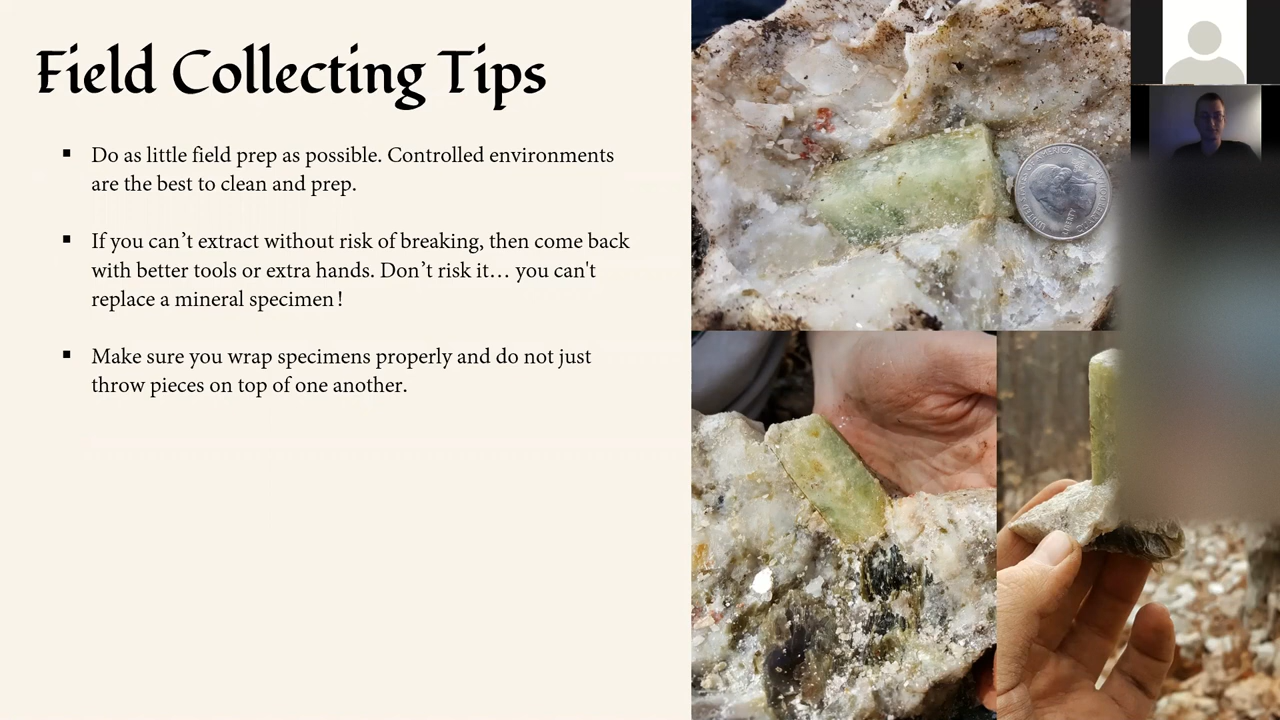 Field Collecting Tips
▪ Do as little field prep as possible. Controlled environments
are the best to clean and prep.
▪ If you can’t extract without risk of breaking, then come back
with better tools or extra hands. Don’t risk it… you can't
replace a mineral specimen!
▪ Make sure you wrap specimens properly and do not just
throw pieces on top of one another.
LIBERTY